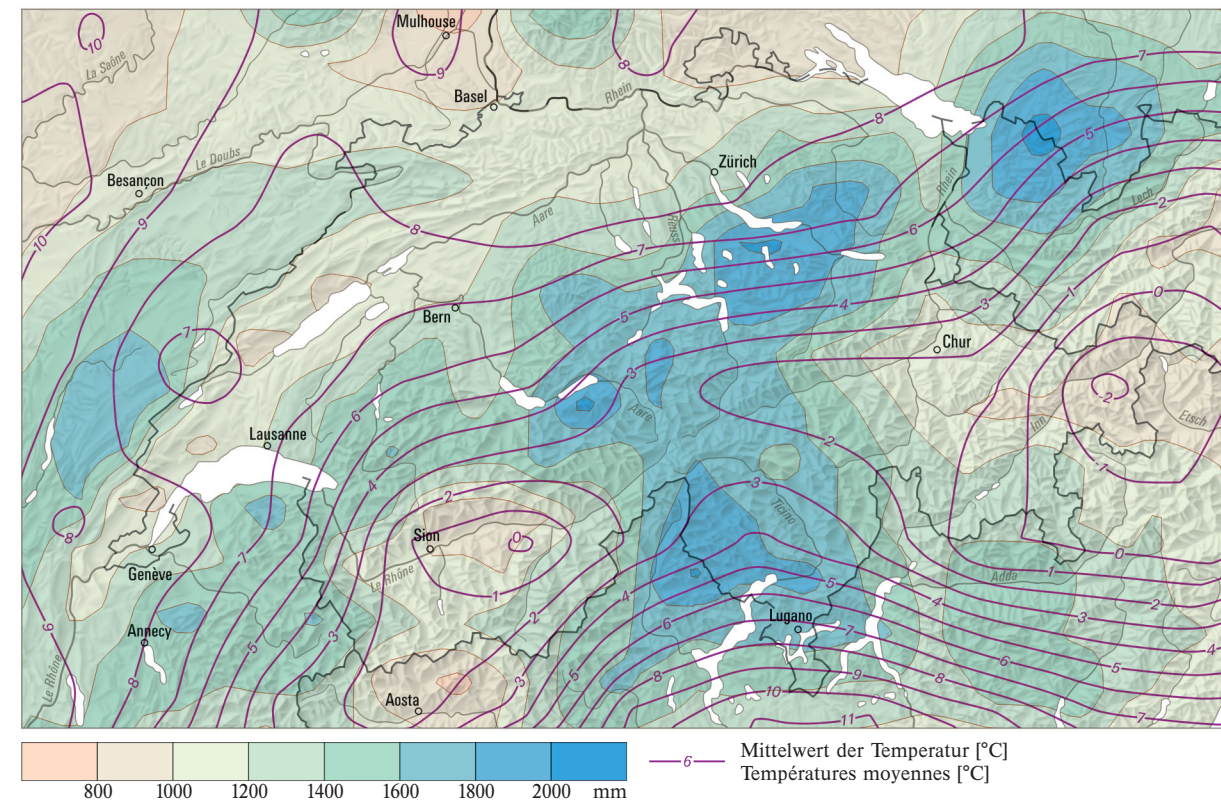 Mulhouse
10
La Saône
9
8
7
Basel
Rhein
8
5
Le Doubs
Zürich
Besançon
9
Rhein
Lech
2
10
Aare
8
Reuss
7
6
1
0
3
4
5
Bern
7
Chur
3
-2
6
Aare
Inn
Etsch
2
Lausanne
-1
4
3
2
Ticino
8
Sion
0
0
7
Genève
Le Rhône
1
5
1
Adda
4
4
2
2
6
Lugano
3
9
Annecy
3
7
5
4
Le Rhône
8
3
5
8
9
6
8
5
Aosta
10
11
7
800 1000 1200 1400 1600 1800 2000 mm
6
Mittelwert der Temperatur [°C]
Températures moyennes [°C]